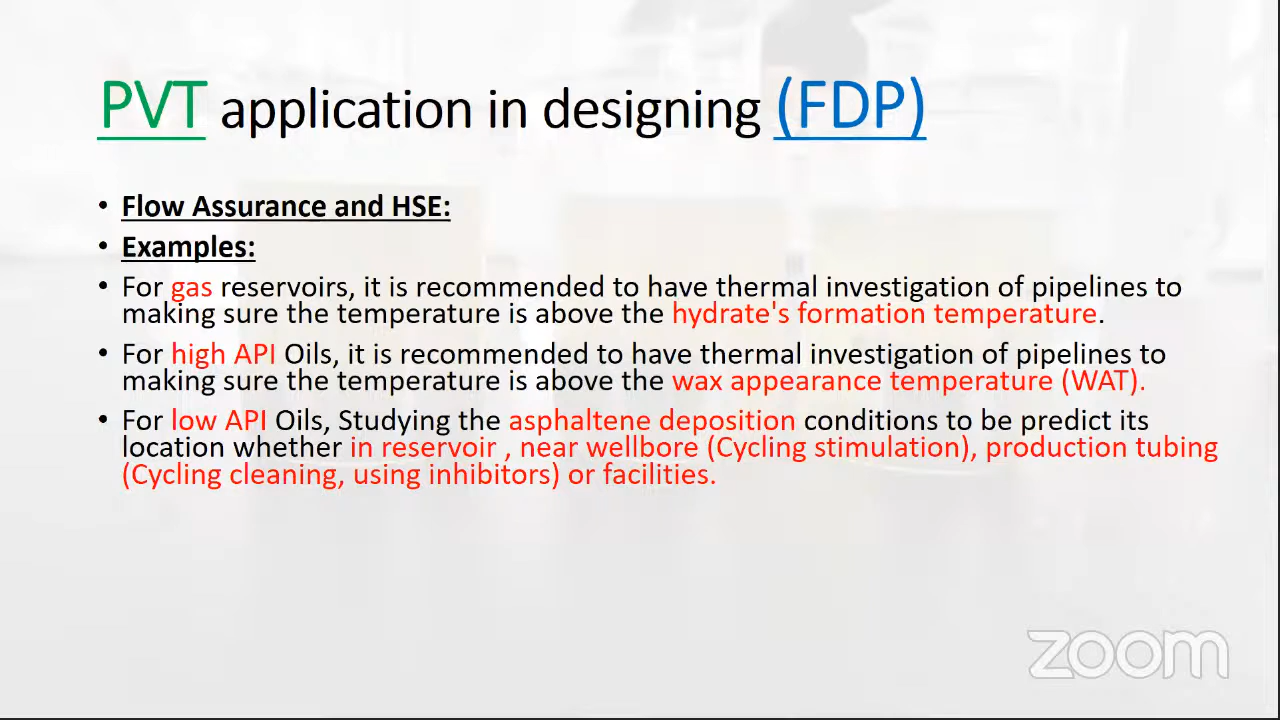 PVT application in designing (FDP)
• Flow Assurance and HSE:
• Examples:
• For gas reservoirs, it is recommended to have thermal investigation of pipelines to
making sure the temperature is above the hydrate's formation temperature.
• For high API Oils, it is recommended to have thermal investigation of pipelines to
making sure the temperature is above the wax appearance temperature (WAT).
• For low API Oils, Studying the asphaltene deposition conditions to be predict its
location whether in reservoir , near wellbore (Cycling stimulation), production tubing
(Cycling cleaning, using inhibitors) or facilities.
zoom